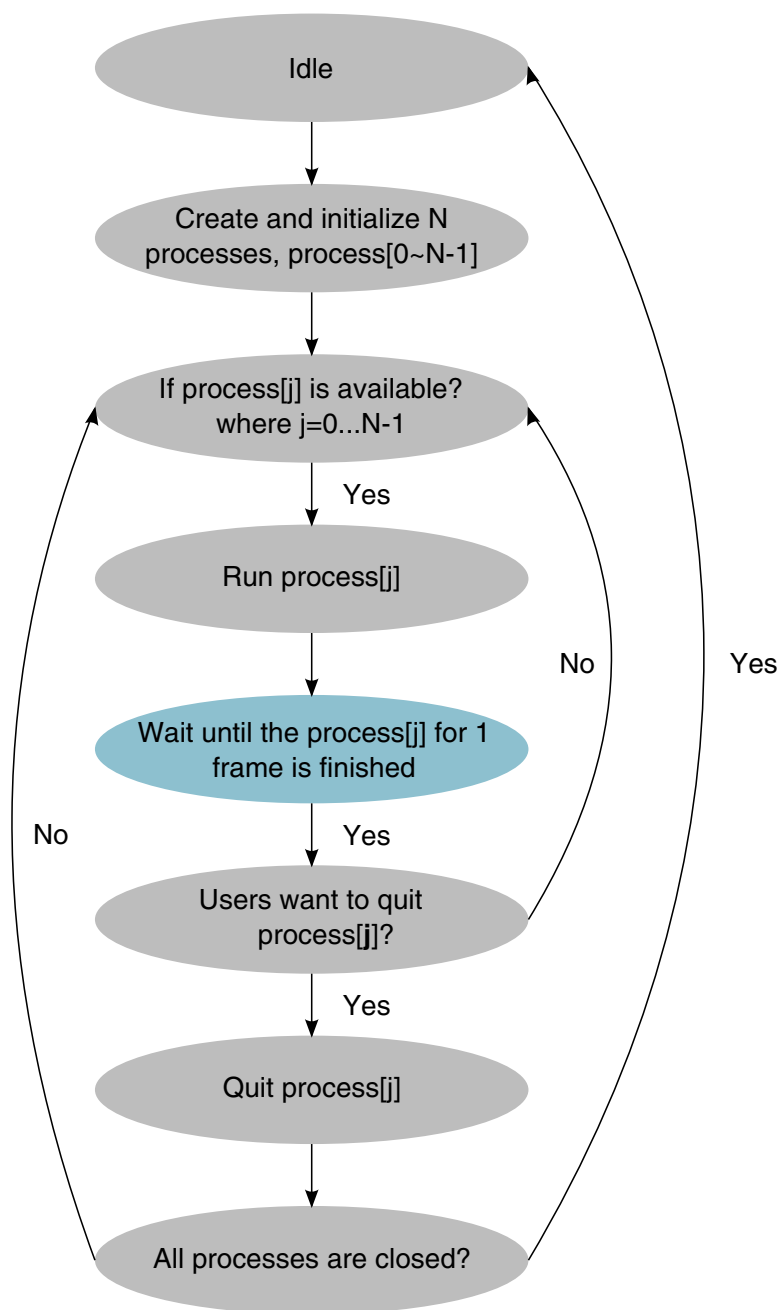 Idle
Create and initialize N
processes, process[0~N-1]
If process[j] is available?
where j=0...N-1
Yes
Run process[j]
No
Yes
Wait until the process[j] for 1
frame is finished
No
Yes
Users want to quit
process[j]?
Yes
Quit process[j]
All processes are closed?